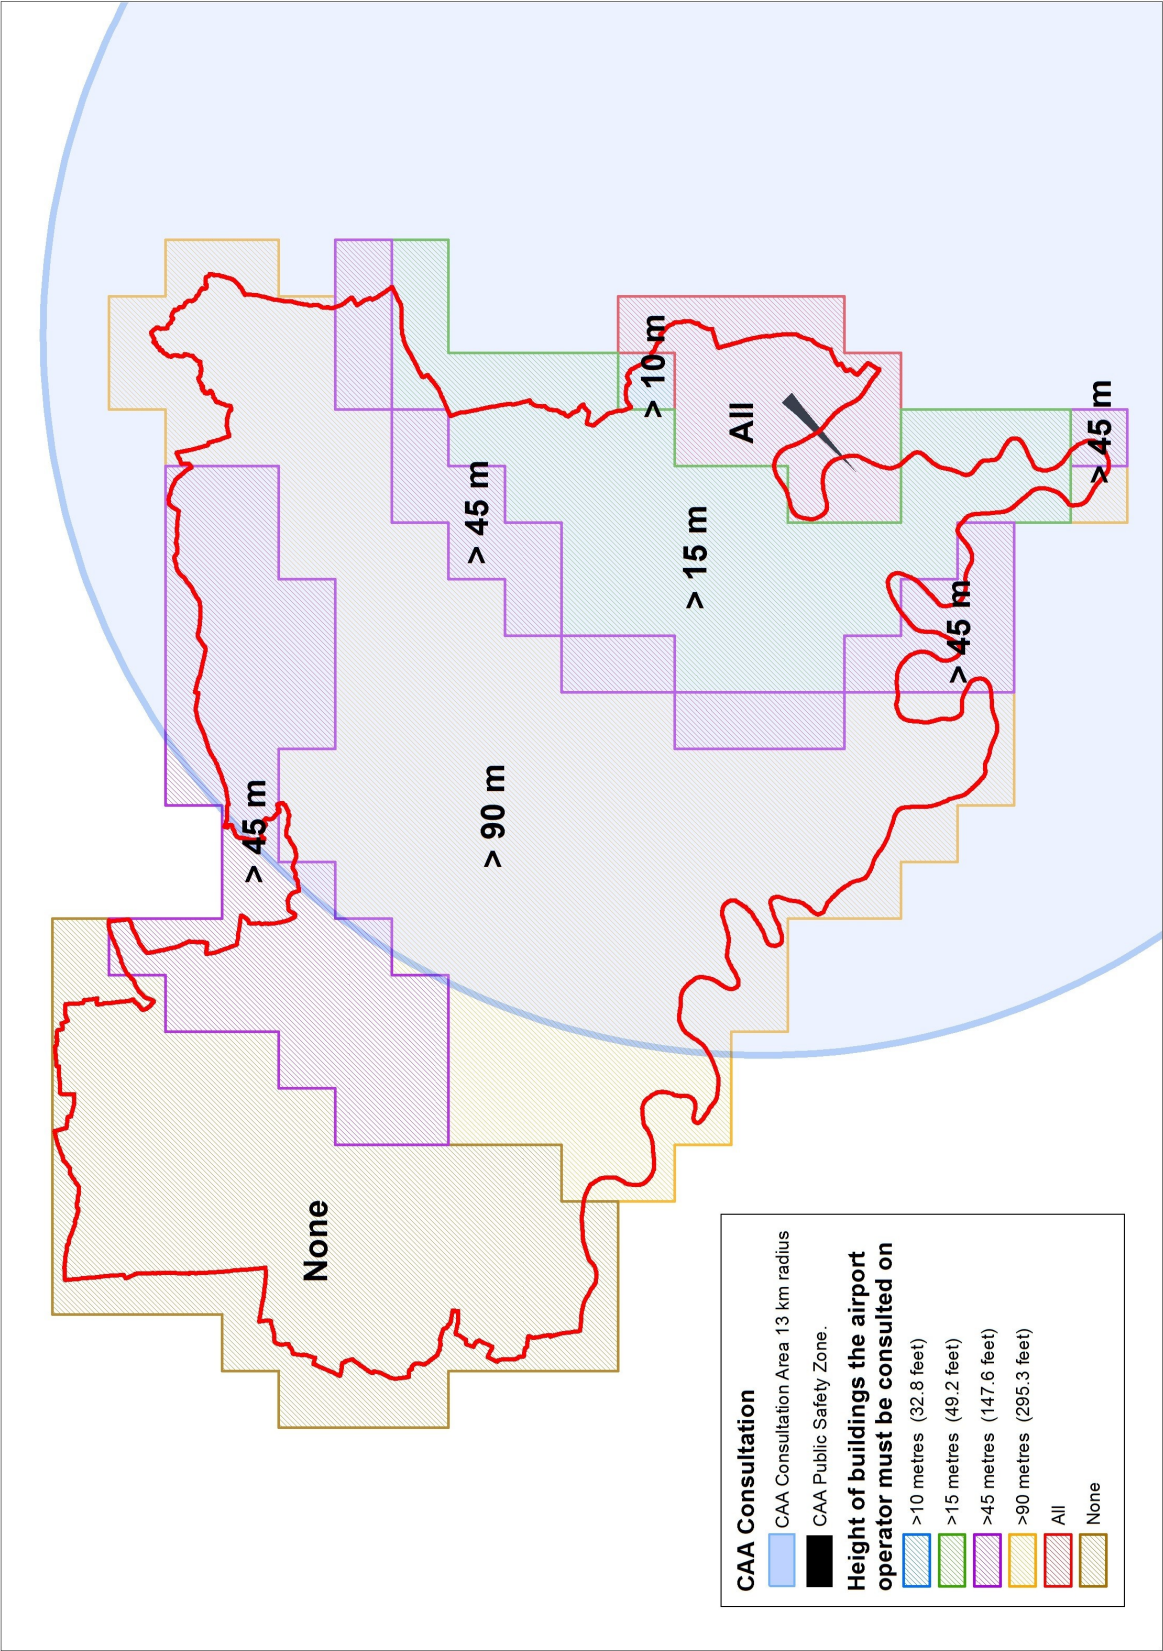 None
> 45 m
> 90 m
> 45 m
> 15 m
> 10 m
All
> 45 m
> 45 m
CAA Consultation
CAA Consultation Area 13 km radius
CAA Public Safety Zone.
Height of buildings the airport
operator must be consulted on
>10 metres (32.8 feet)
>15 metres (49.2 feet)
>45 metres (147.6 feet)
>90 metres (295.3 feet)
All
None